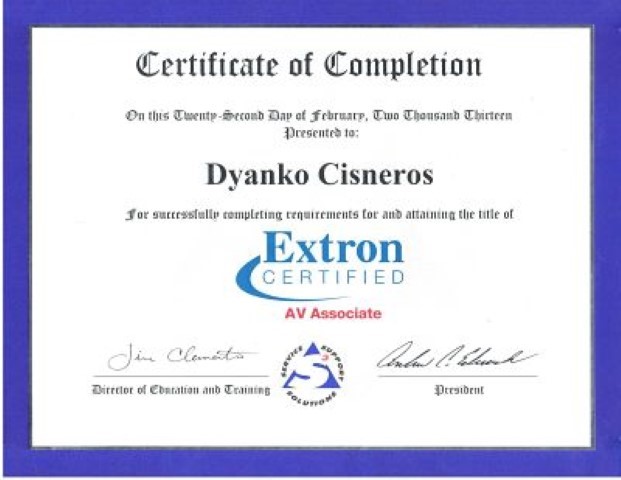 Certificate of Completion
On this Twenty-Second Day of February, Two Thousand Thirteen
Presented to:
Dyanko Cisneros
For successfully completing requirements for and attaining the title of
Extron
CERTIFIED
AV Associate
Jim Clements
SERVICE SUPPORT SOLUTIONS
S3
Director of Education and Training
President